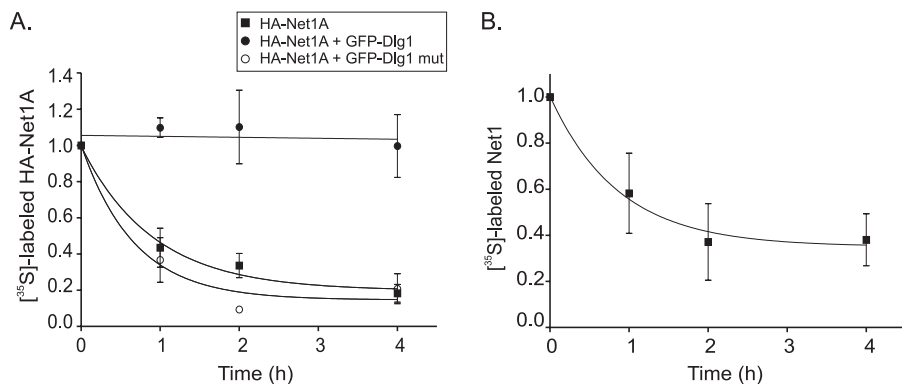 A.
HA-Net1A
HA-Net1A + GFP-Dlg1
HA-Net1A + GFP-Dlg1 mut
[³⁵S]-labeled HA-Net1A
1.4
1.2
1.0
0.8
0.6
0.4
0.2
0.0
0 1 2 3 4
Time (h)
B.
[³⁵S]-labeled Net1
1.0
0.8
0.6
0.4
0.2
0.0
0 1 2 3 4
Time (h)